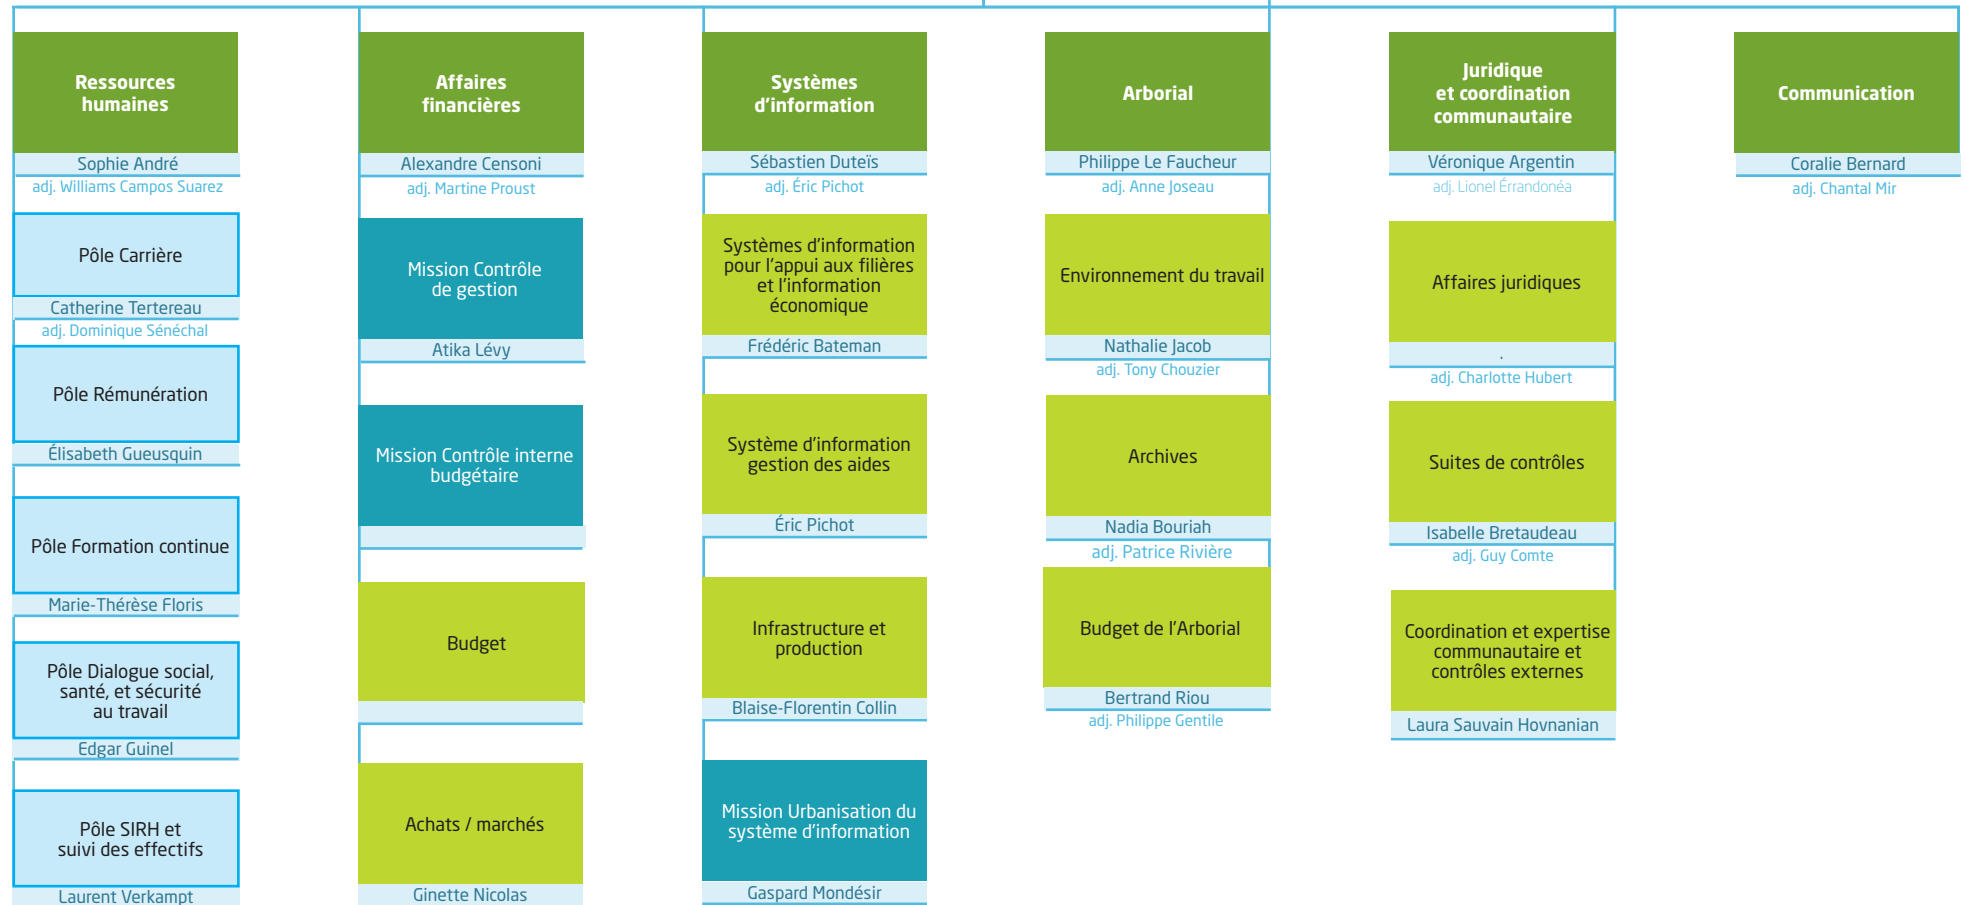 Ressources
humaines
Sophie André
adj. Williams Campos Suarez
Pôle Carrière
Catherine Tertereau
adj. Dominique Sénéchal
Pôle Rémunération
Élisabeth Gueusquin
Pôle Formation continue
Marie-Thérèse Floris
Pôle Dialogue social,
santé, et sécurité
au travail
Edgar Guinel
Pôle SIRH et
suivi des effectifs
Laurent Verkampt
Affaires
financières
Alexandre Censoni
adj. Martine Proust
Mission Contrôle
de gestion
Atika Lévy
Mission Contrôle interne
budgétaire
Budget
Achats / marchés
Ginette Nicolas
Systèmes
d'information
Sébastien Duteïs
adj. Éric Pichot
Systèmes d'information
pour l'appui aux filières
et l'information
économique
Frédéric Bateman
Système d'information
gestion des aides
Éric Pichot
Infrastructure et
production
Blaise-Florentin Collin
Mission Urbanisation du
système d'information
Gaspard Mondésir
Arborial
Philippe Le Faucheur
adj. Anne Joseau
Environnement du travail
Nathalie Jacob
adj. Tony Chouzier
Archives
Nadia Bouriah
adj. Patrice Rivière
Budget de l'Arborial
Bertrand Riou
adj. Philippe Gentile
Juridique
et coordination
communautaire
Véronique Argentin
adj. Lionel Érrandonéa
Affaires juridiques
.
adj. Charlotte Hubert
Suites de contrôles
Isabelle Bretaudeau
adj. Guy Comte
Coordination et expertise
communautaire et
contrôles externes
Laura Sauvain Hovnanian
Communication
Coralie Bernard
adj. Chantal Mir